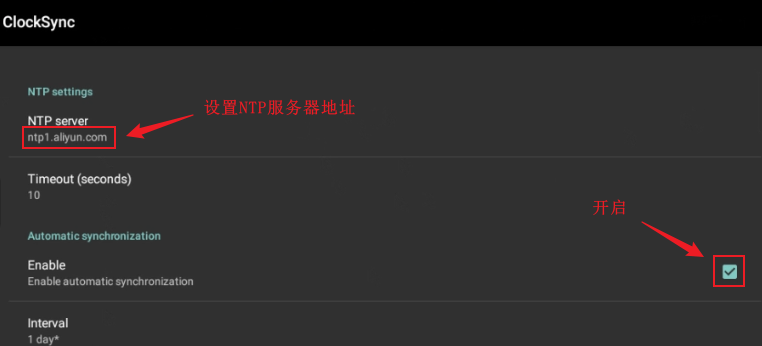 ClockSync
NTP settings
设置NTP服务器地址
NTP server
ntp1.aliyun.com
Timeout (seconds)
10
开启
Automatic synchronization
Enable
Enable automatic synchronization
Interval
1 day*